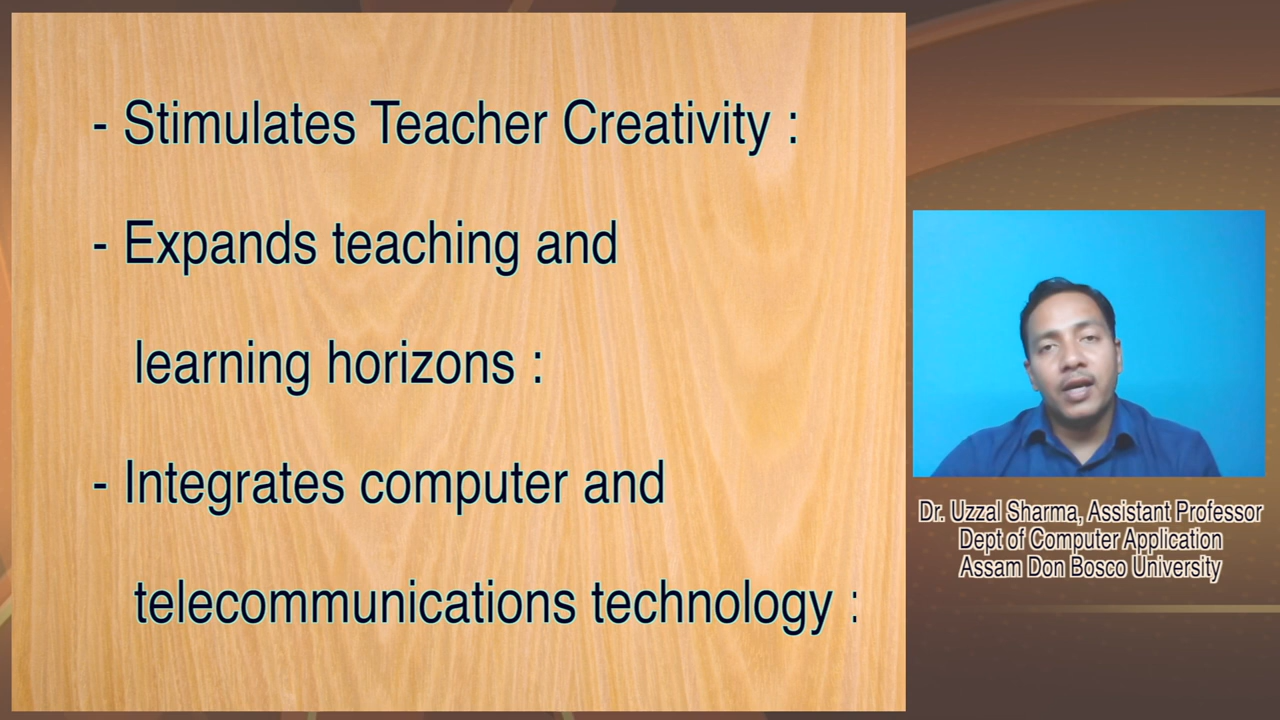 - Stimulates Teacher Creativity :
- Expands teaching and
learning horizons :
- Integrates computer and
telecommunications technology :
Dr. Uzzal Sharma, Assistant Professor
Dept of Computer Application
Assam Don Bosco University